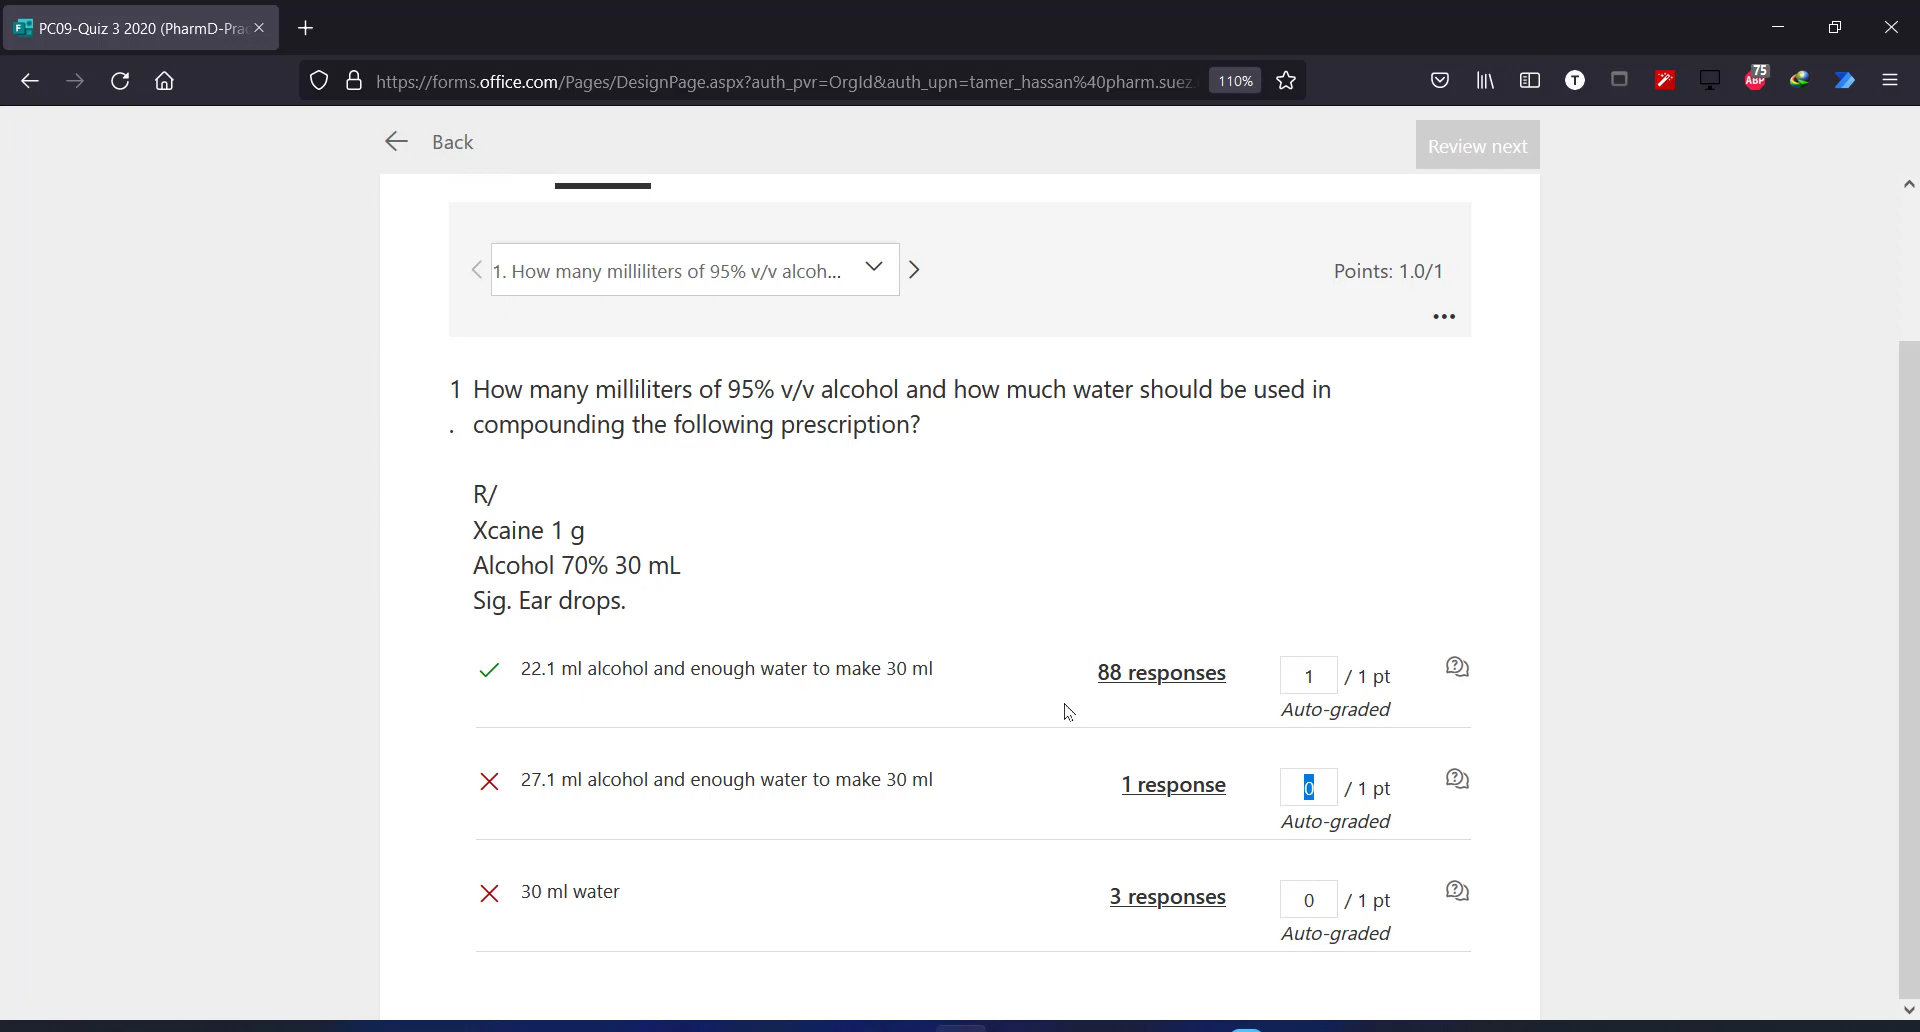 PC09-Quiz 3 2020 (PharmD-Prac
https://forms.office.com/Pages/DesignPage.aspx?auth_pvr=OrgId&auth_upn=tamer_hassan%40pharm.suez.
110%
T
75
ABP
Back
Review next
1. How many milliliters of 95% v/v alcoh...
Points: 1.0/1
1 How many milliliters of 95% v/v alcohol and how much water should be used in
. compounding the following prescription?
R/
Xcaine 1 g
Alcohol 70% 30 mL
Sig. Ear drops.
22.1 ml alcohol and enough water to make 30 ml
88 responses
1 / 1 pt
Auto-graded
27.1 ml alcohol and enough water to make 30 ml
1 response
0 / 1 pt
Auto-graded
30 ml water
3 responses
0 / 1 pt
Auto-graded